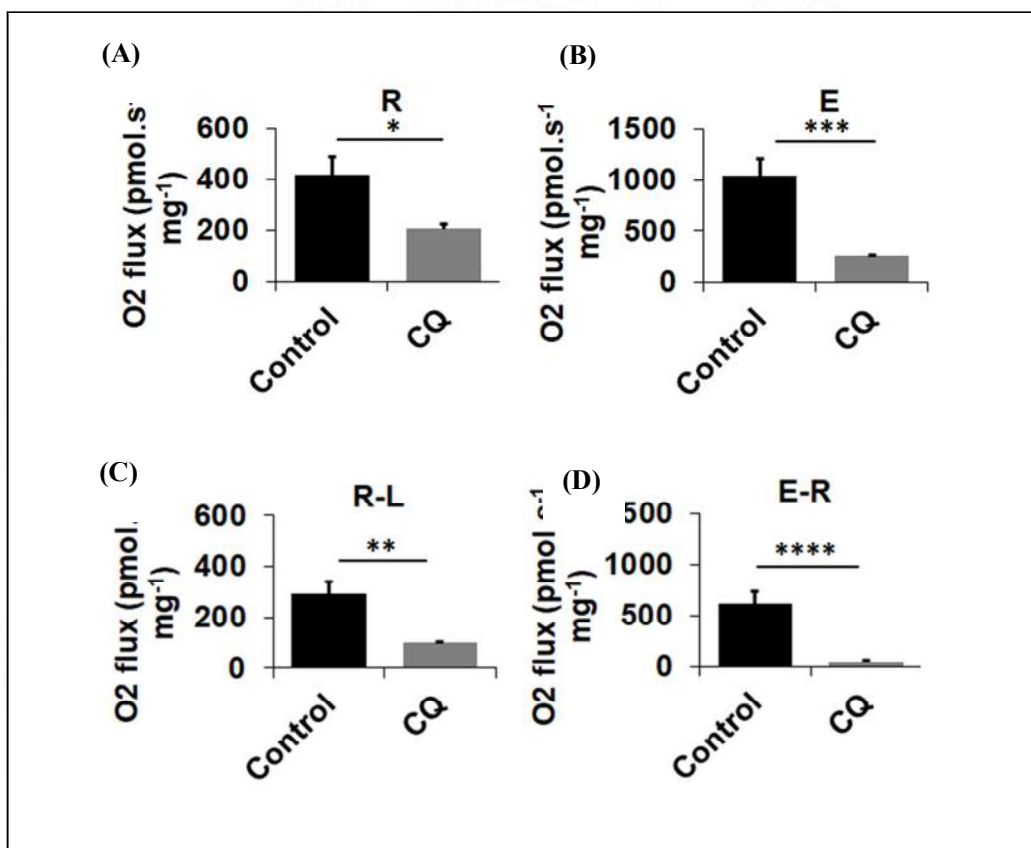 (A)
R
*
O2 flux (pmol.s⁻¹
mg⁻¹)
600
400
200
0
Control
CQ
(B)
E
***
O2 flux (pmol.s⁻¹
mg⁻¹)
1500
1000
500
0
Control
CQ
(C)
R-L
**
O2 flux (pmol.
mg⁻¹)
600
400
200
0
Control
CQ
(D)
E-R
****
O2 flux (pmol s⁻¹
mg⁻¹)
500
1000
500
0
Control
CQ